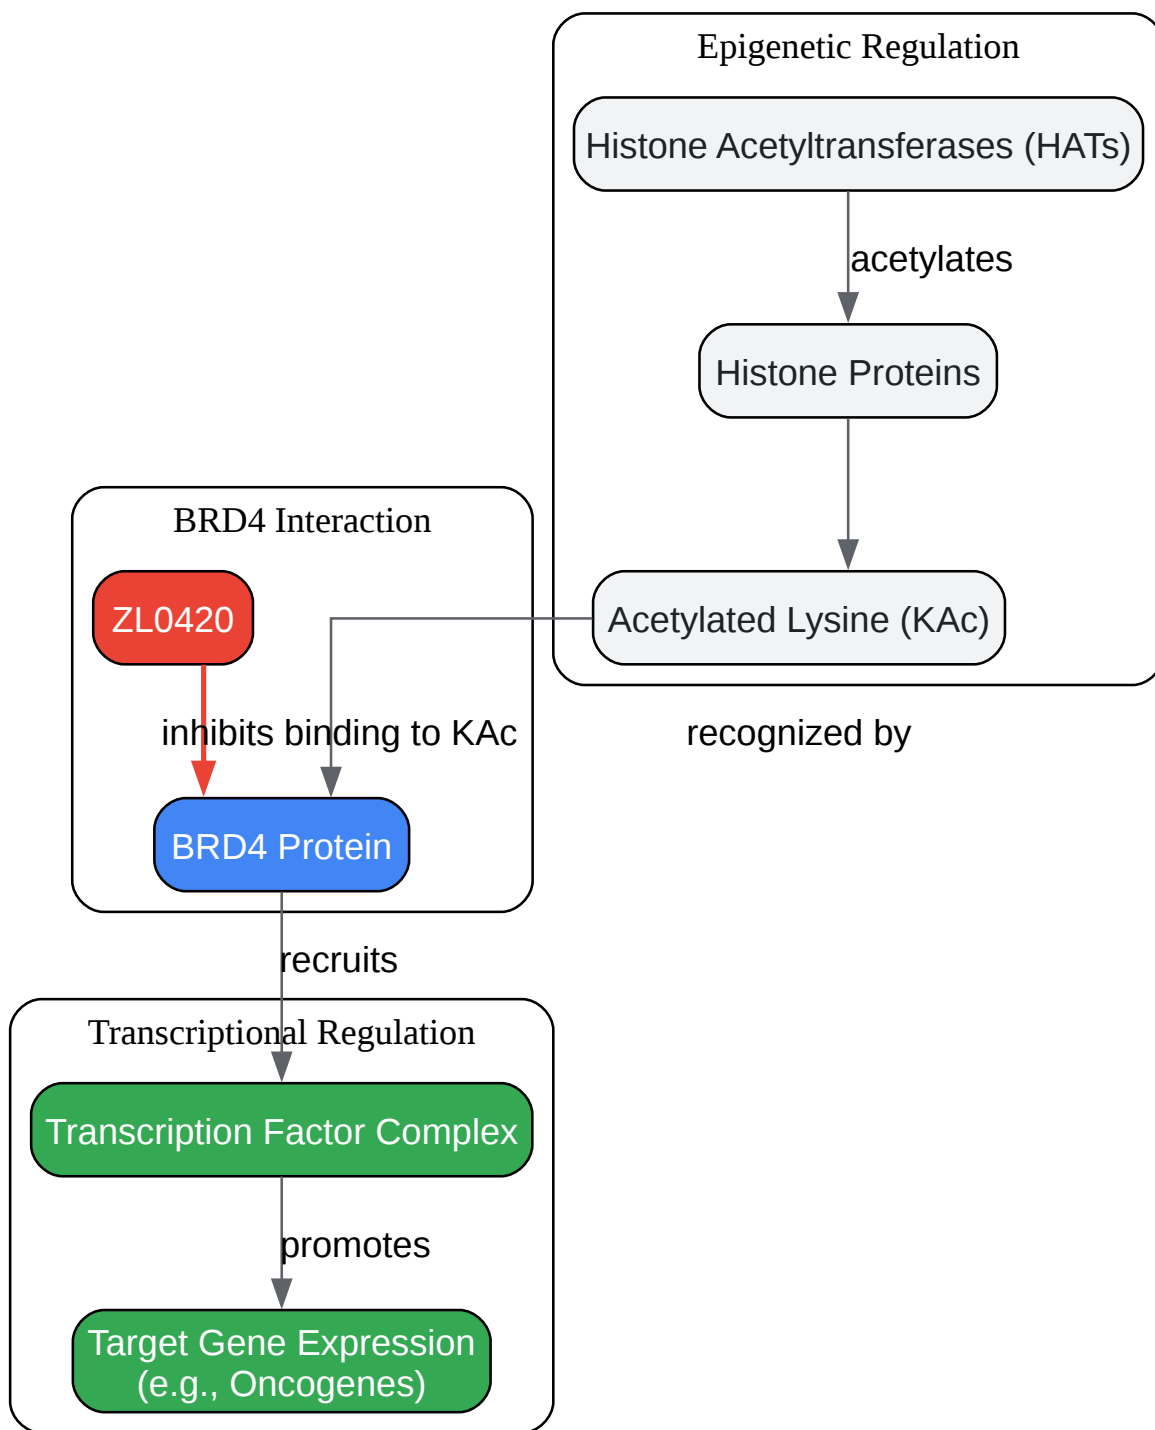 Epigenetic Regulation
Histone Acetyltransferases (HATs)
acetylates
Histone Proteins
BRD4 Interaction
ZL0420
Acetylated Lysine (KAc)
inhibits binding to KAc
recognized by
BRD4 Protein
recruits
Transcriptional Regulation
Transcription Factor Complex
promotes
Target Gene Expression
(e.g., Oncogenes)